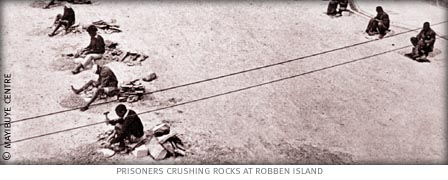 © MAYIBUYE CENTRE
PRISONERS CRUSHING ROCKS AT ROBBEN ISLAND